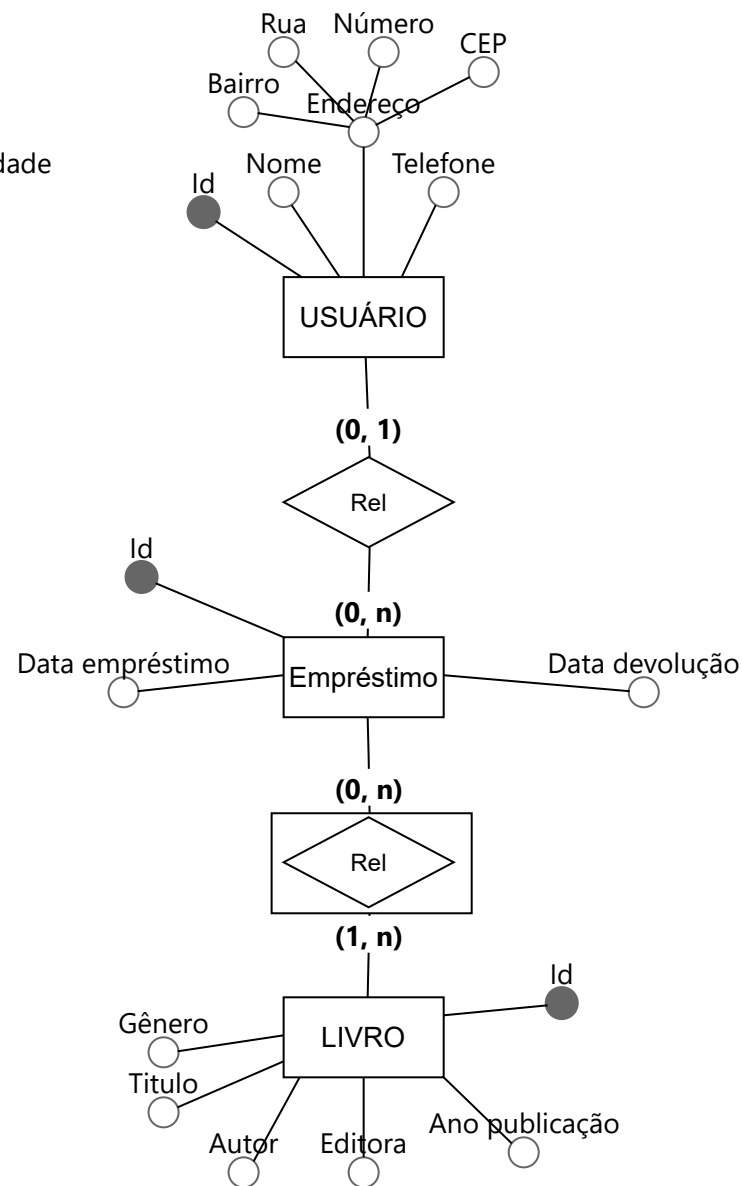 Rua Número CEP
Bairro Endereço
dade Id Nome Telefone
USUÁRIO
(0, 1)
Rel
Id
(0, n)
Data empréstimo Empréstimo Data devolução
(0, n)
Rel
(1, n)
Id
Gênero LIVRO
Titulo
Autor Editora Ano publicação